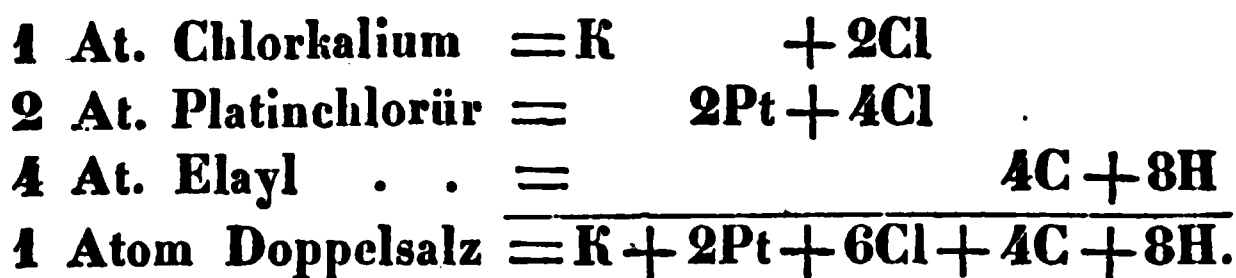 1 At. Chlorkalium = K + 2Cl
2 At. Platinchlorür = 2Pt + 4Cl
4 At. Elayl . . = 4C + 8H
1 Atom Doppelsalz = K + 2Pt + 6Cl + 4C + 8H.